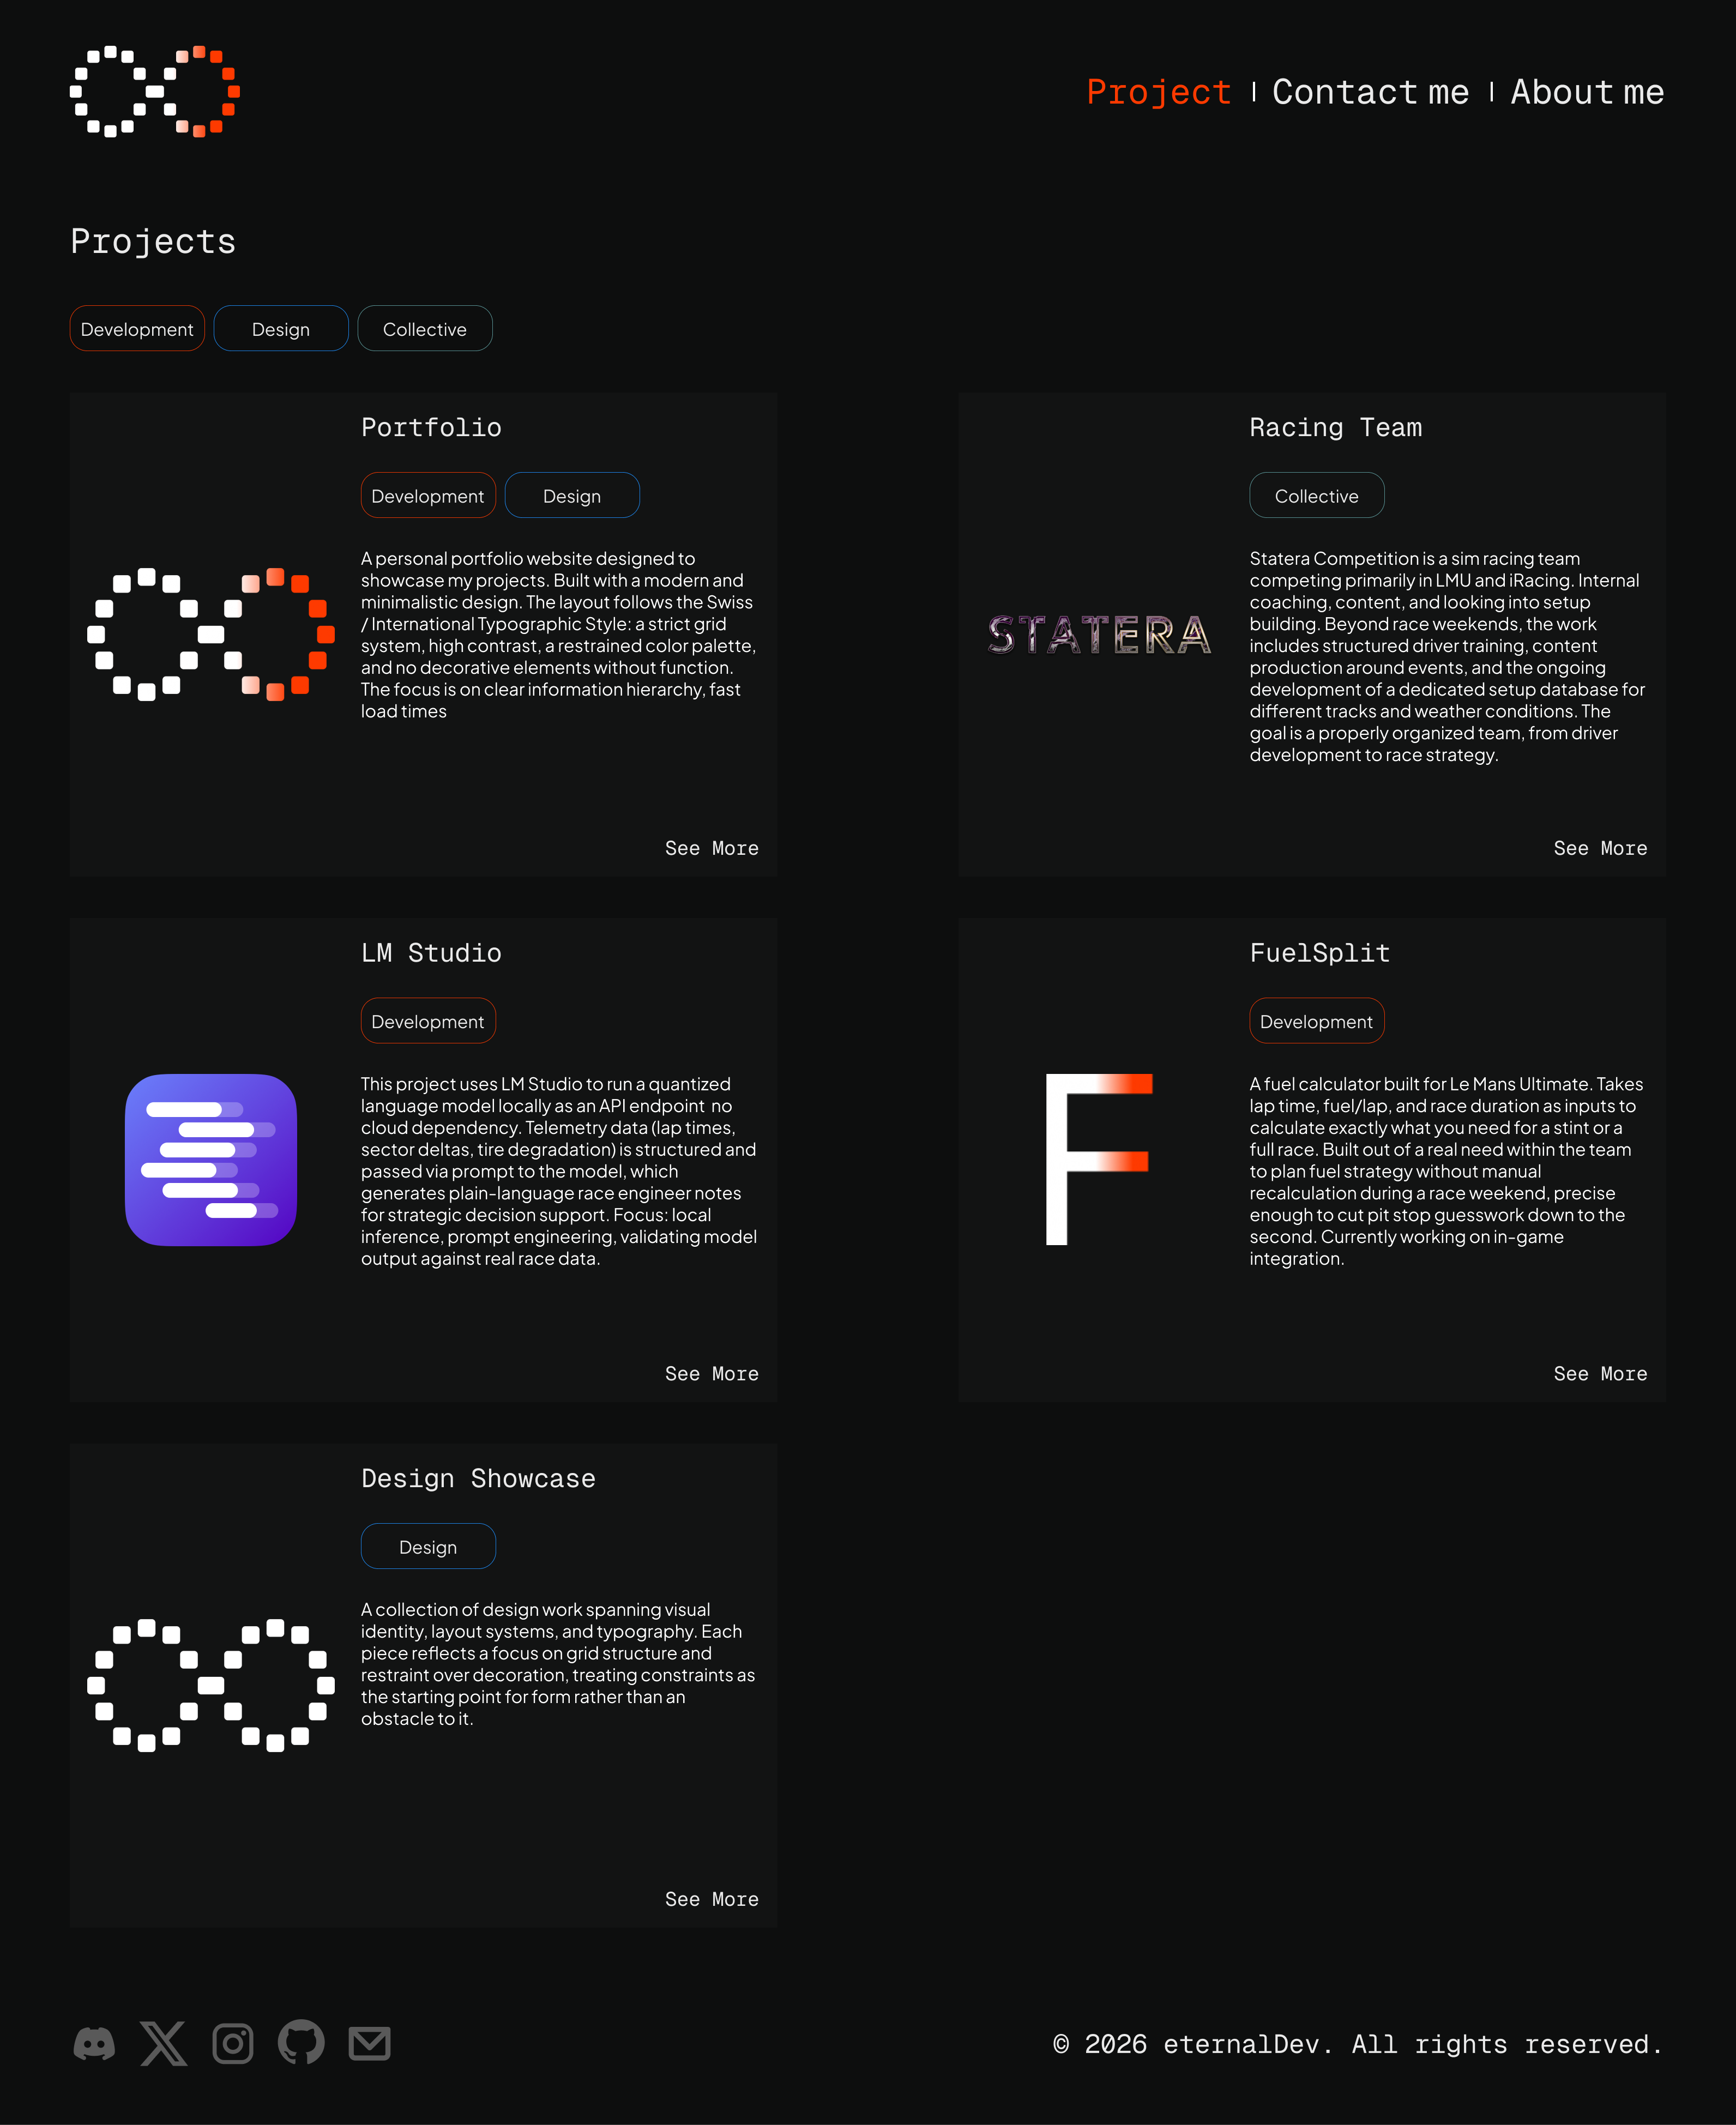 Project | Contact me | About me
Projects
Development
Design
Collective
Portfolio
Development
Design
A personal portfolio website designed to
showcase my projects. Built with a modern and
minimalistic design. The layout follows the Swiss
/ International Typographic Style: a strict grid
system, high contrast, a restrained color palette,
and no decorative elements without function.
The focus is on clear information hierarchy, fast
load times
See More
Racing Team
Collective
STATERA
Statera Competition is a sim racing team
competing primarily in LMU and iRacing. Internal
coaching, content, and looking into setup
building. Beyond race weekends, the work
includes structured driver training, content
production around events, and the ongoing
development of a dedicated setup database for
different tracks and weather conditions. The
goal is a properly organized team, from driver
development to race strategy.
See More
LM Studio
Development
This project uses LM Studio to run a quantized
language model locally as an API endpoint  no
cloud dependency. Telemetry data (lap times,
sector deltas, tire degradation) is structured and
passed via prompt to the model, which
generates plain-language race engineer notes
for strategic decision support. Focus: local
inference, prompt engineering, validating model
output against real race data.
See More
FuelSplit
Development
F
A fuel calculator built for Le Mans Ultimate. Takes
lap time, fuel/lap, and race duration as inputs to
calculate exactly what you need for a stint or a
full race. Built out of a real need within the team
to plan fuel strategy without manual
recalculation during a race weekend, precise
enough to cut pit stop guesswork down to the
second. Currently working on in-game
integration.
See More
Design Showcase
Design
A collection of design work spanning visual
identity, layout systems, and typography. Each
piece reflects a focus on grid structure and
restraint over decoration, treating constraints as
the starting point for form rather than an
obstacle to it.
See More
© 2026 eternalDev. All rights reserved.